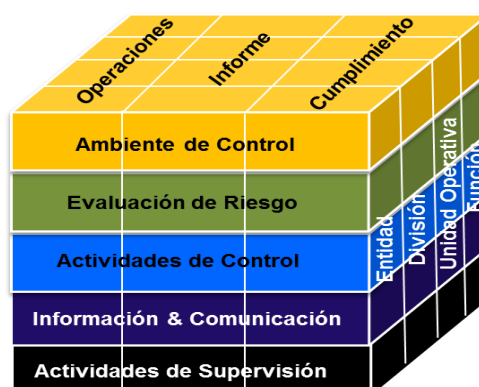 Operaciones
Informe
Cumplimiento
Ambiente de Control
Evaluación de Riesgo
Actividades de Control
Información & Comunicación
Actividades de Supervisión
Entidad
División
Unidad Operativa
Función